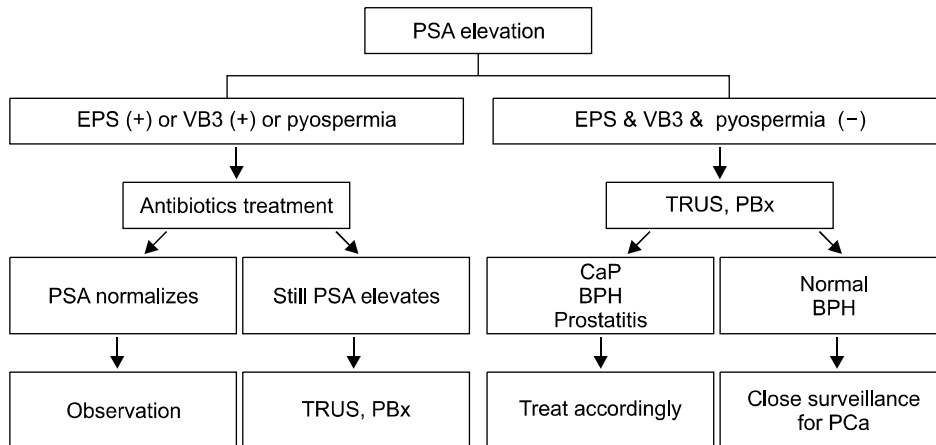 PSA elevation
EPS (+) or VB3 (+) or pyospermia
EPS & VB3 & pyospermia (−)
Antibiotics treatment
TRUS, PBx
PSA normalizes
Still PSA elevates
CaP
BPH
Prostatitis
Normal
BPH
Observation
TRUS, PBx
Treat accordingly
Close surveillance
for PCa